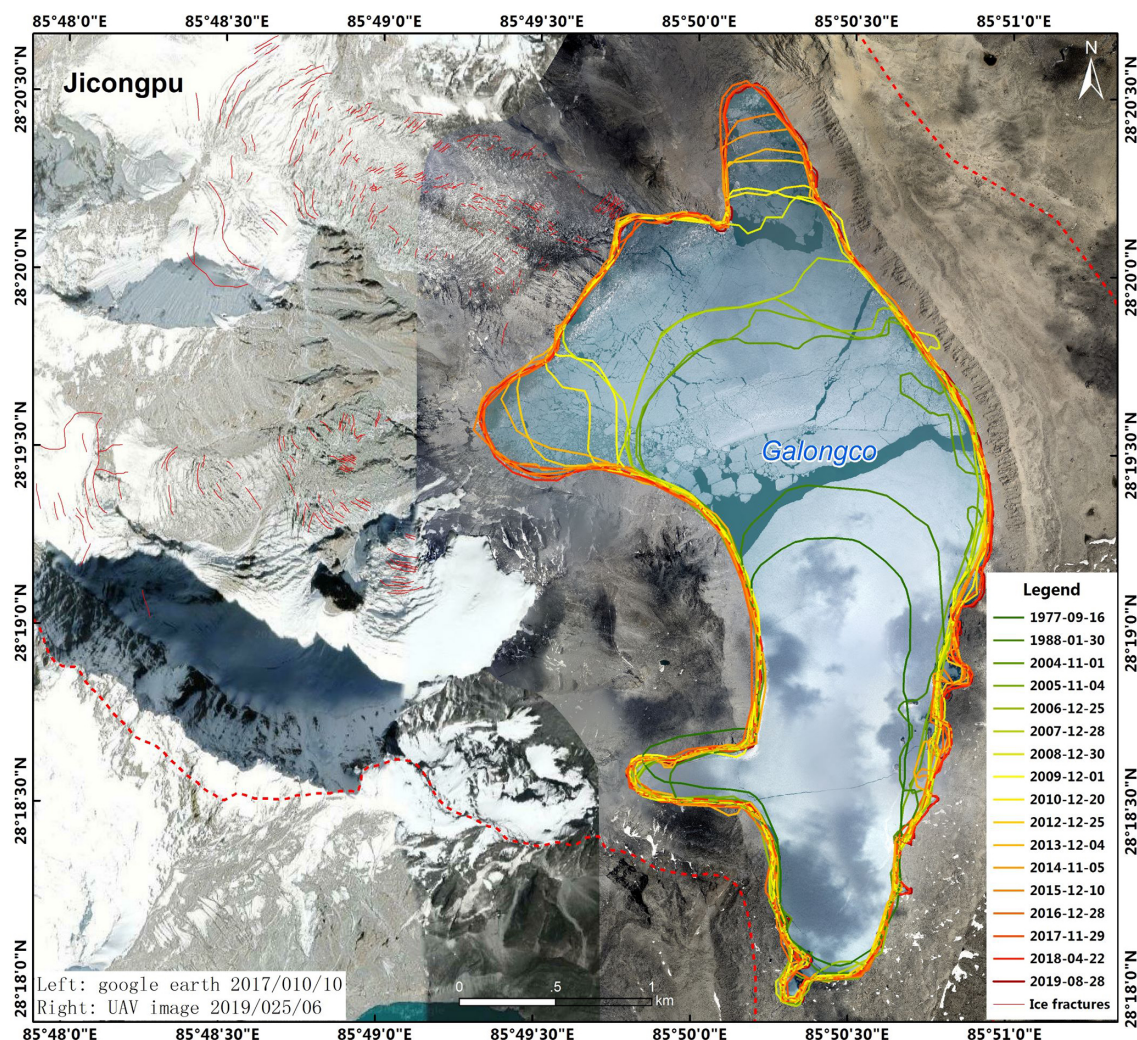 85°48'0"E 85°48'30"E 85°49'0"E 85°49'30"E 85°50'0"E 85°50'30"E 85°51'0"E
Jicongpu
N
28°20'30"N 28°20'30"N
28°20'0"N 28°20'0"N
28°19'30"N 28°19'30"N
Galongco
28°19'0"N 28°19'0"N
28°18'30"N 28°18'30"N
28°18'0"N 28°18'0"N
Legend
1977-09-16
1988-01-30
2004-11-01
2005-11-04
2006-12-25
2007-12-28
2008-12-30
2009-12-01
2010-12-20
2012-12-25
2013-12-04
2014-11-05
2015-12-10
2016-12-28
2017-11-29
2018-04-22
2019-08-28
Ice fractures
Left: google earth 2017/010/10
Right: UAV image 2019/025/06
0 .5 1
km
85°48'0"E 85°48'30"E 85°49'0"E 85°49'30"E 85°50'0"E 85°50'30"E 85°51'0"E